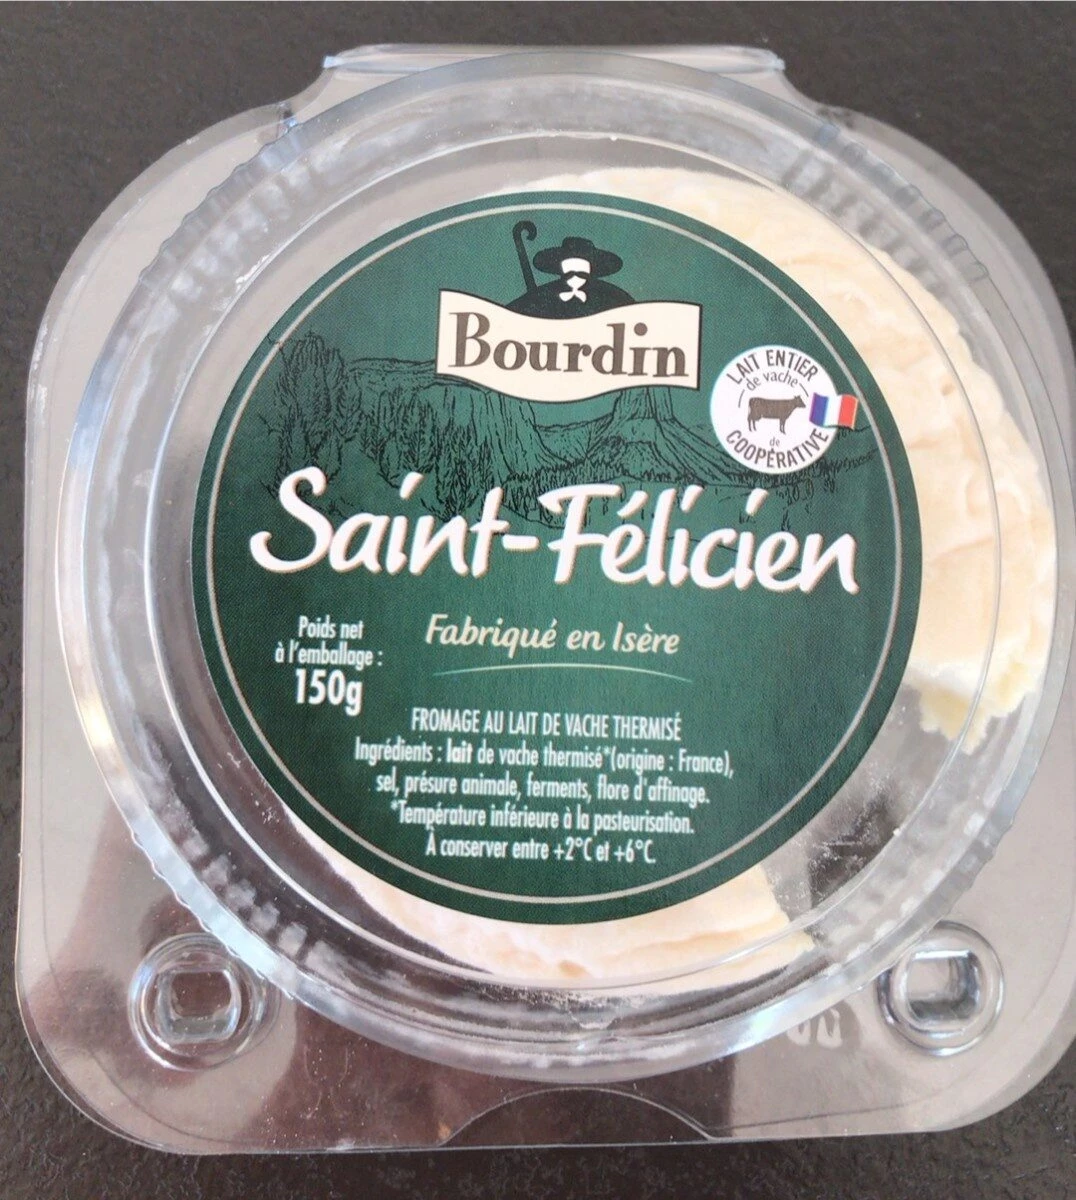 Bourdin
LAIT ENTIER
de vache
de
COOPÉRATIVE
Saint-Félicien
Fabriqué en Isère
Poids net
à l'emballage :
150g
FROMAGE AU LAIT DE VACHE THERMISÉ
Ingrédients : lait de vache thermisé*(origine : France),
sel, présure animale, ferments, flore d'affinage.
*Température inférieure à la pasteurisation.
À conserver entre +2°C et +6°C